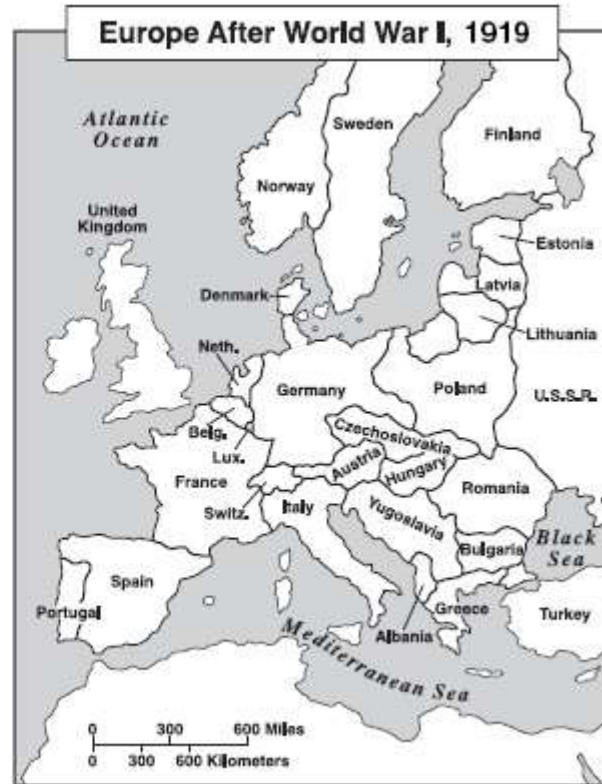 Europe After World War I, 1919
Atlantic
Ocean
Sweden
Finland
Norway
United
Kingdom
Estonia
Denmark
Latvia
Lithuania
Neth.
Germany
Poland
U.S.S.R.
Belg.
Czechoslovakia
Lux.
Austria
Hungary
France
Romania
Switz.
Italy
Yugoslavia
Black
Sea
Bulgaria
Spain
Portugal
Greece
Turkey
Albania
Mediterranean Sea
0 300 600 Miles
0 300 600 Kilometers